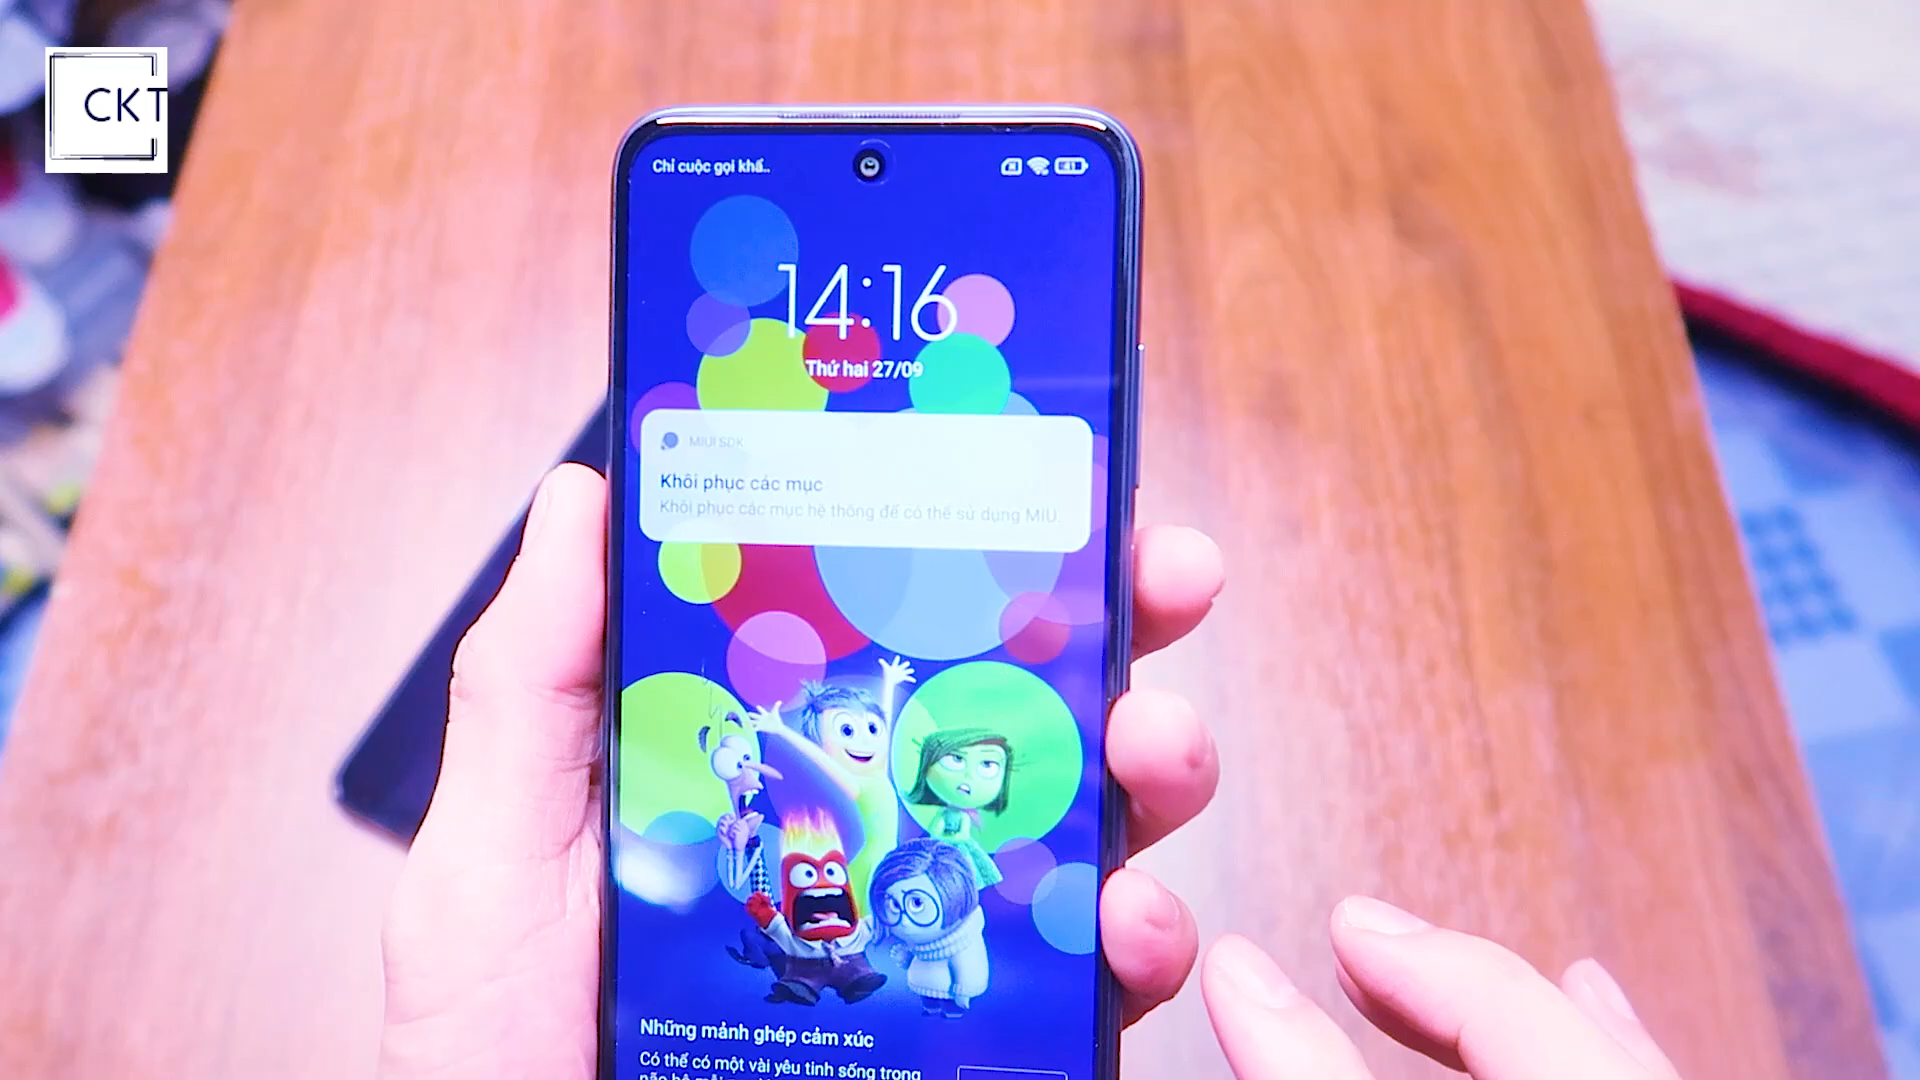 CKT
Chỉ cuộc gọi khẩ..
14:16
Thứ hai 27/09
MIUI SDK
Khôi phục các mục
Khôi phục các mục hệ thống để có thể sử dụng MIU.
Những mảnh ghép cảm xúc
Có thể có một vài yêu tinh sống trong